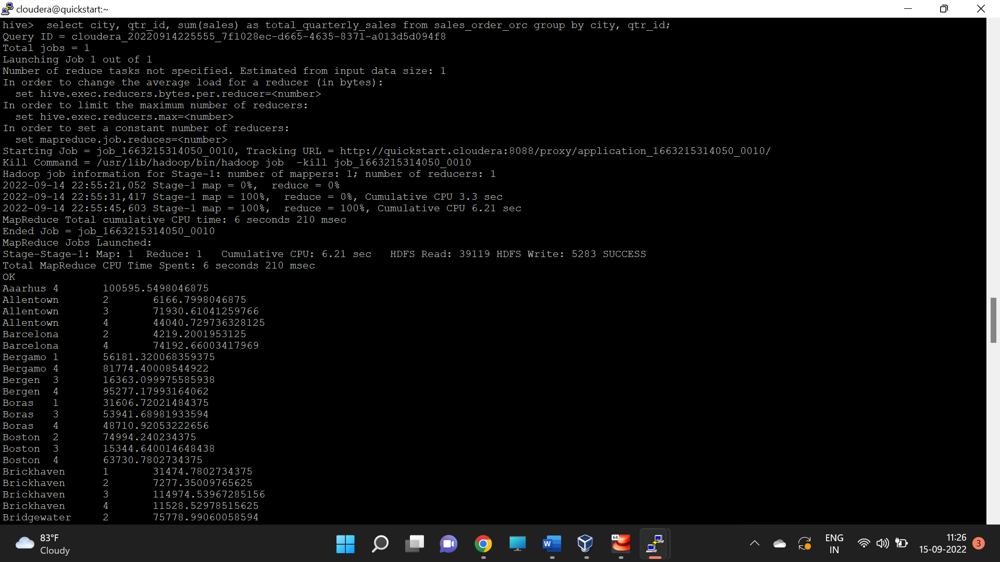 cloudera@quickstart:~
hive>  select city, qtr_id, sum(sales) as total_quarterly_sales from sales_order_orc group by city, qtr_id;
Query ID = cloudera_20220914225555_7f1028ec-d665-4635-8371-a013d5d094f8
Total jobs = 1
Launching Job 1 out of 1
Number of reduce tasks not specified. Estimated from input data size: 1
In order to change the average load for a reducer (in bytes):
  set hive.exec.reducers.bytes.per.reducer=<number>
In order to limit the maximum number of reducers:
  set hive.exec.reducers.max=<number>
In order to set a constant number of reducers:
  set mapreduce.job.reduces=<number>
Starting Job = job_1663215314050_0010, Tracking URL = http://quickstart.cloudera:8088/proxy/application_1663215314050_0010/
Kill Command = /usr/lib/hadoop/bin/hadoop job  -kill job_1663215314050_0010
Hadoop job information for Stage-1: number of mappers: 1; number of reducers: 1
2022-09-14 22:55:21,052 Stage-1 map = 0%,  reduce = 0%
2022-09-14 22:55:31,417 Stage-1 map = 100%,  reduce = 0%, Cumulative CPU 3.3 sec
2022-09-14 22:55:45,603 Stage-1 map = 100%,  reduce = 100%, Cumulative CPU 6.21 sec
MapReduce Total cumulative CPU time: 6 seconds 210 msec
Ended Job = job_1663215314050_0010
MapReduce Jobs Launched:
Stage-Stage-1: Map: 1  Reduce: 1   Cumulative CPU: 6.21 sec   HDFS Read: 39119 HDFS Write: 5283 SUCCESS
Total MapReduce CPU Time Spent: 6 seconds 210 msec
OK
Aaarhus 4       100595.5498046875
Allentown       2       6166.7998046875
Allentown       3       71930.61041259766
Allentown       4       44040.729736328125
Barcelona       2       4219.2001953125
Barcelona       4       74192.66003417969
Bergamo 1       56181.320068359375
Bergamo 4       81774.40008544922
Bergen  3       16363.099975585938
Bergen  4       95277.17993164062
Boras   1       31606.72021484375
Boras   3       53941.68981933594
Boras   4       48710.92053222656
Boston  2       74994.240234375
Boston  3       15344.640014648438
Boston  4       63730.7802734375
Brickhaven      1       31474.7802734375
Brickhaven      2       7277.35009765625
Brickhaven      3       114974.53967285156
Brickhaven      4       11528.52978515625
Bridgewater     2       75778.99060058594
83°F
Cloudy
W
64
ENG
IN
11:26
15-09-2022
3